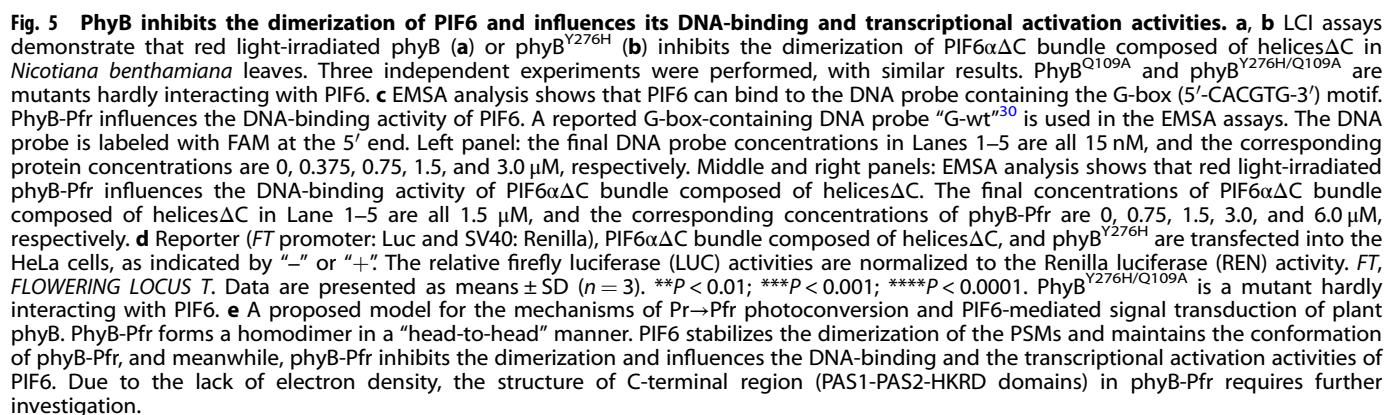 Fig. 5 PhyB inhibits the dimerization of PIF6 and influences its DNA-binding and transcriptional activation activities. a, b LCI assays
demonstrate that red light-irradiated phyB (a) or phyB^Y276H (b) inhibits the dimerization of PIF6αΔC bundle composed of helicesΔC in
Nicotiana benthamiana leaves. Three independent experiments were performed, with similar results. PhyB^Q109A and phyB^Y276H/Q109A are
mutants hardly interacting with PIF6. c EMSA analysis shows that PIF6 can bind to the DNA probe containing the G-box (5′-CACGTG-3′) motif.
PhyB-Pfr influences the DNA-binding activity of PIF6. A reported G-box-containing DNA probe “G-wt”^30 is used in the EMSA assays. The DNA
probe is labeled with FAM at the 5′ end. Left panel: the final DNA probe concentrations in Lanes 1–5 are all 15 nM, and the corresponding
protein concentrations are 0, 0.375, 0.75, 1.5, and 3.0 μM, respectively. Middle and right panels: EMSA analysis shows that red light-irradiated
phyB-Pfr influences the DNA-binding activity of PIF6αΔC bundle composed of helicesΔC. The final concentrations of PIF6αΔC bundle
composed of helicesΔC in Lane 1–5 are all 1.5 μM, and the corresponding concentrations of phyB-Pfr are 0, 0.75, 1.5, 3.0, and 6.0 μM,
respectively. d Reporter (FT promoter: Luc and SV40: Renilla), PIF6αΔC bundle composed of helicesΔC, and phyB^Y276H are transfected into the
HeLa cells, as indicated by “–” or “+”. The relative firefly luciferase (LUC) activities are normalized to the Renilla luciferase (REN) activity. FT,
FLOWERING LOCUS T. Data are presented as means ± SD (n = 3). **P < 0.01; ***P < 0.001; ****P < 0.0001. PhyB^Y276H/Q109A is a mutant hardly
interacting with PIF6. e A proposed model for the mechanisms of Pr→Pfr photoconversion and PIF6-mediated signal transduction of plant
phyB. PhyB-Pfr forms a homodimer in a “head-to-head” manner. PIF6 stabilizes the dimerization of the PSMs and maintains the conformation
of phyB-Pfr, and meanwhile, phyB-Pfr inhibits the dimerization and influences the DNA-binding and the transcriptional activation activities of
PIF6. Due to the lack of electron density, the structure of C-terminal region (PAS1-PAS2-HKRD domains) in phyB-Pfr requires further
investigation.